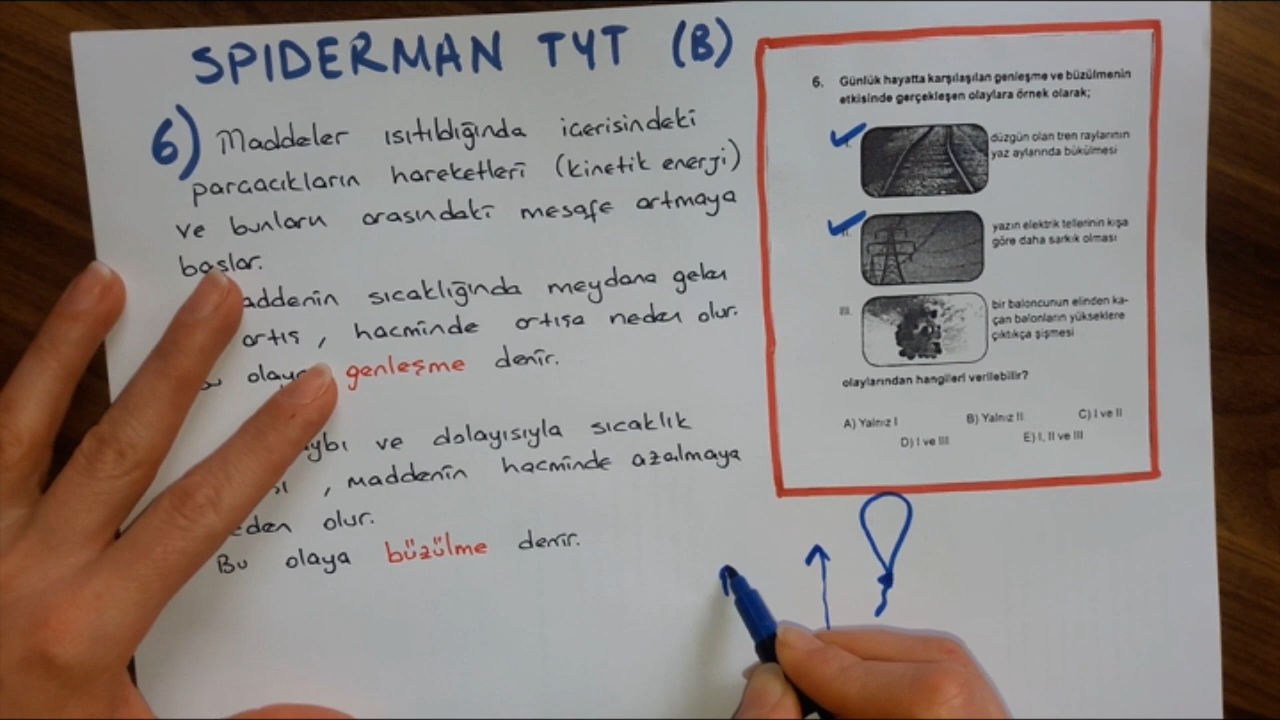 SPIDERMAN TYT (B)
6) Maddeler ısıtıldığında icerisindeki
parcacıkların hareketleri (kinetik enerji)
ve bunların arasındaki mesafe artmaya
başlar.
sıcaklığında meydana gelen
artış, hacminde artışa neden olur.
olaya genleşme denir.
ve dolayısıyla sıcaklık
, maddenin hacminde azalmaya
neden olur.
Bu olaya büzülme denir.
6. Günlük hayatta karşılaşılan genleşme ve büzülmenin
etkisinde gerçekleşen olaylara örnek olarak;
düzgün olan tren raylarının
yaz aylarında bükülmesi
II. yazın elektrik tellerinin kışa
göre daha sarkık olması
III. bir baloncunun elinden ka-
çan balonların yükseklere
çıktıkça şişmesi
olaylarından hangileri verilebilir?
A) Yalnız I B) Yalnız II C) I ve II
D) I ve III E) I, II ve III